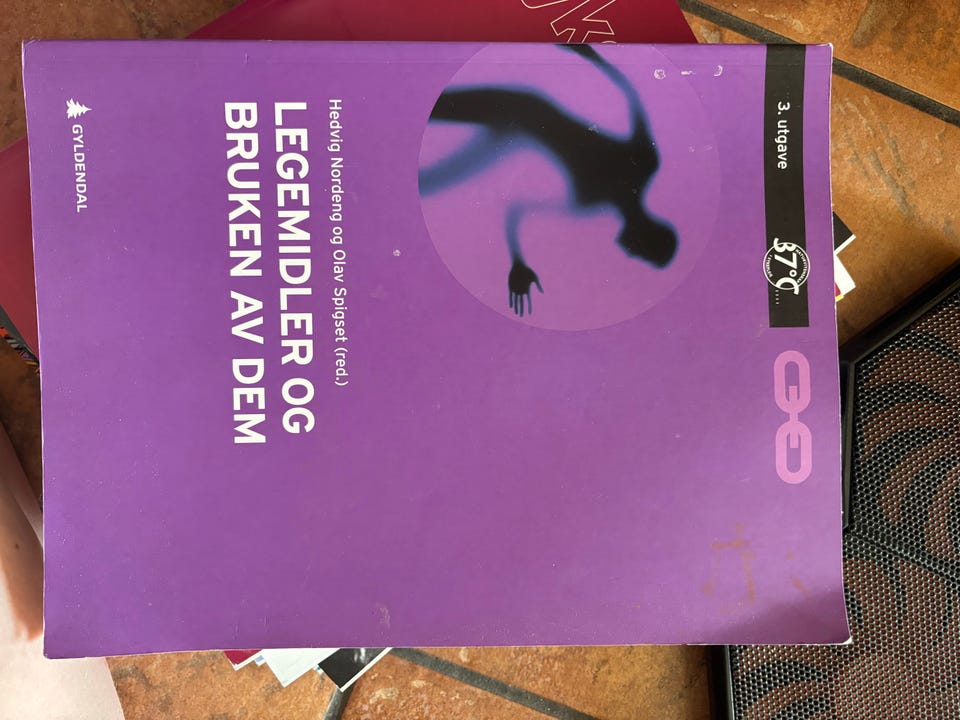 3. utgave
37°C
Hedvig Nordeng og Olav Spigset (red.)
LEGEMIDLER OG
BRUKEN AV DEM
GYLDENDAL